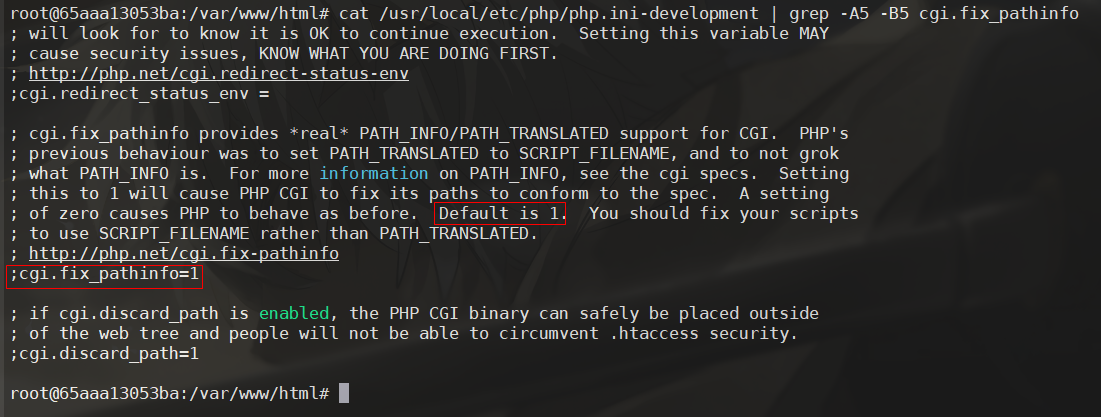 root@65aaa13053ba:/var/www/html# cat /usr/local/etc/php/php.ini-development | grep -A5 -B5 cgi.fix_pathinfo
; will look for to know it is OK to continue execution.  Setting this variable MAY
; cause security issues, KNOW WHAT YOU ARE DOING FIRST.
; http://php.net/cgi.redirect-status-env
;cgi.redirect_status_env =
; cgi.fix_pathinfo provides *real* PATH_INFO/PATH_TRANSLATED support for CGI.  PHP's
; previous behaviour was to set PATH_TRANSLATED to SCRIPT_FILENAME, and to not grok
; what PATH_INFO is.  For more information on PATH_INFO, see the cgi specs.  Setting
; this to 1 will cause PHP CGI to fix its paths to conform to the spec.  A setting
; of zero causes PHP to behave as before.  Default is 1.  You should fix your scripts
; to use SCRIPT_FILENAME rather than PATH_TRANSLATED.
; http://php.net/cgi.fix-pathinfo
;cgi.fix_pathinfo=1
; if cgi.discard_path is enabled, the PHP CGI binary can safely be placed outside
; of the web tree and people will not be able to circumvent .htaccess security.
;cgi.discard_path=1
root@65aaa13053ba:/var/www/html#